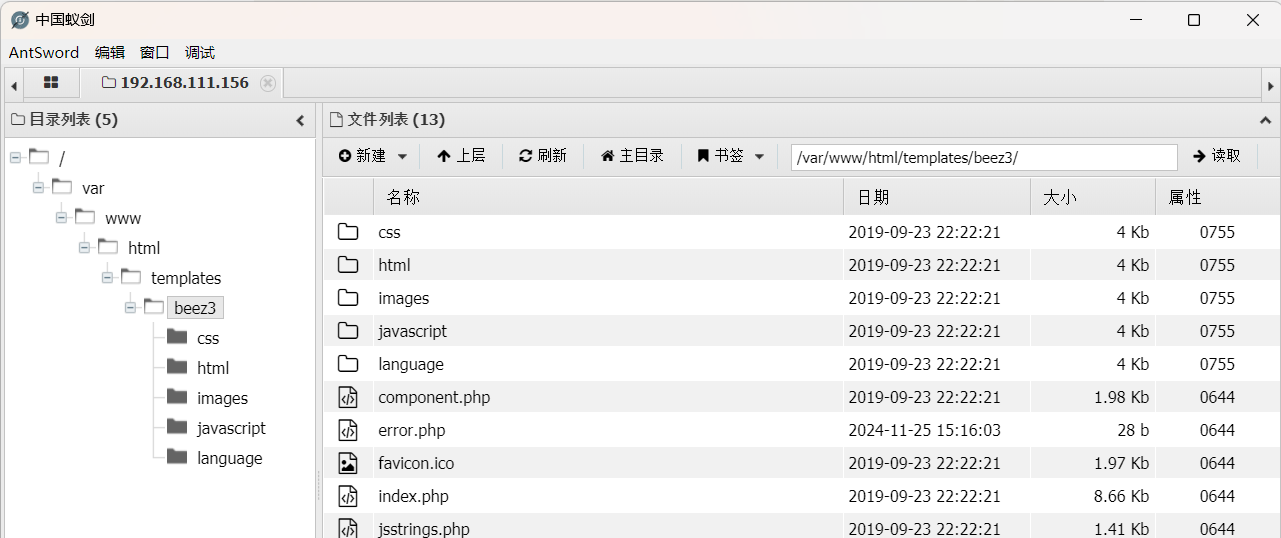 中国蚁剑
AntSword 编辑 窗口 调试
192.168.111.156
目录列表 (5)
/
var
www
html
templates
beez3
css
html
images
javascript
language
文件列表 (13)
新建 上层 刷新 主目录 书签 /var/www/html/templates/beez3/ 读取
名称 日期 大小 属性
css 2019-09-23 22:22:21 4 Kb 0755
html 2019-09-23 22:22:21 4 Kb 0755
images 2019-09-23 22:22:21 4 Kb 0755
javascript 2019-09-23 22:22:21 4 Kb 0755
language 2019-09-23 22:22:21 4 Kb 0755
component.php 2019-09-23 22:22:21 1.98 Kb 0644
error.php 2024-11-25 15:16:03 28 b 0644
favicon.ico 2019-09-23 22:22:21 1.97 Kb 0644
index.php 2019-09-23 22:22:21 8.66 Kb 0644
jsstrings.php 2019-09-23 22:22:21 1.41 Kb 0644